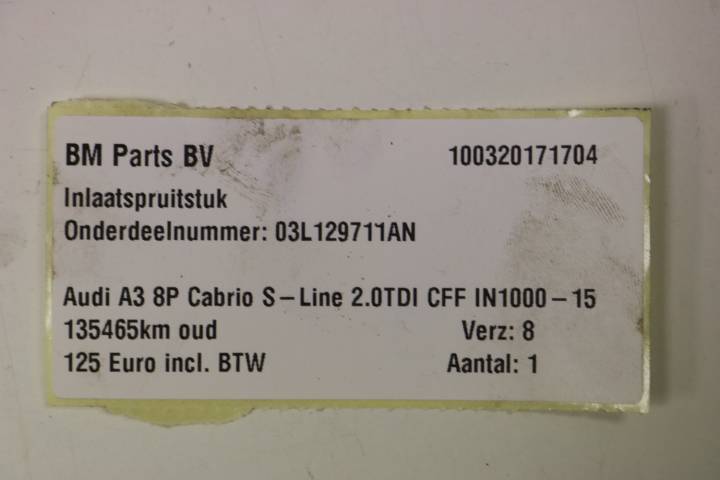 BM Parts BV 100320171704
Inlaatspruitstuk
Onderdeelnummer: 03L129711AN
Audi A3 8P Cabrio S-Line 2.0TDI CFF IN1000-15
135465km oud Verz: 8
125 Euro incl. BTW Aantal: 1